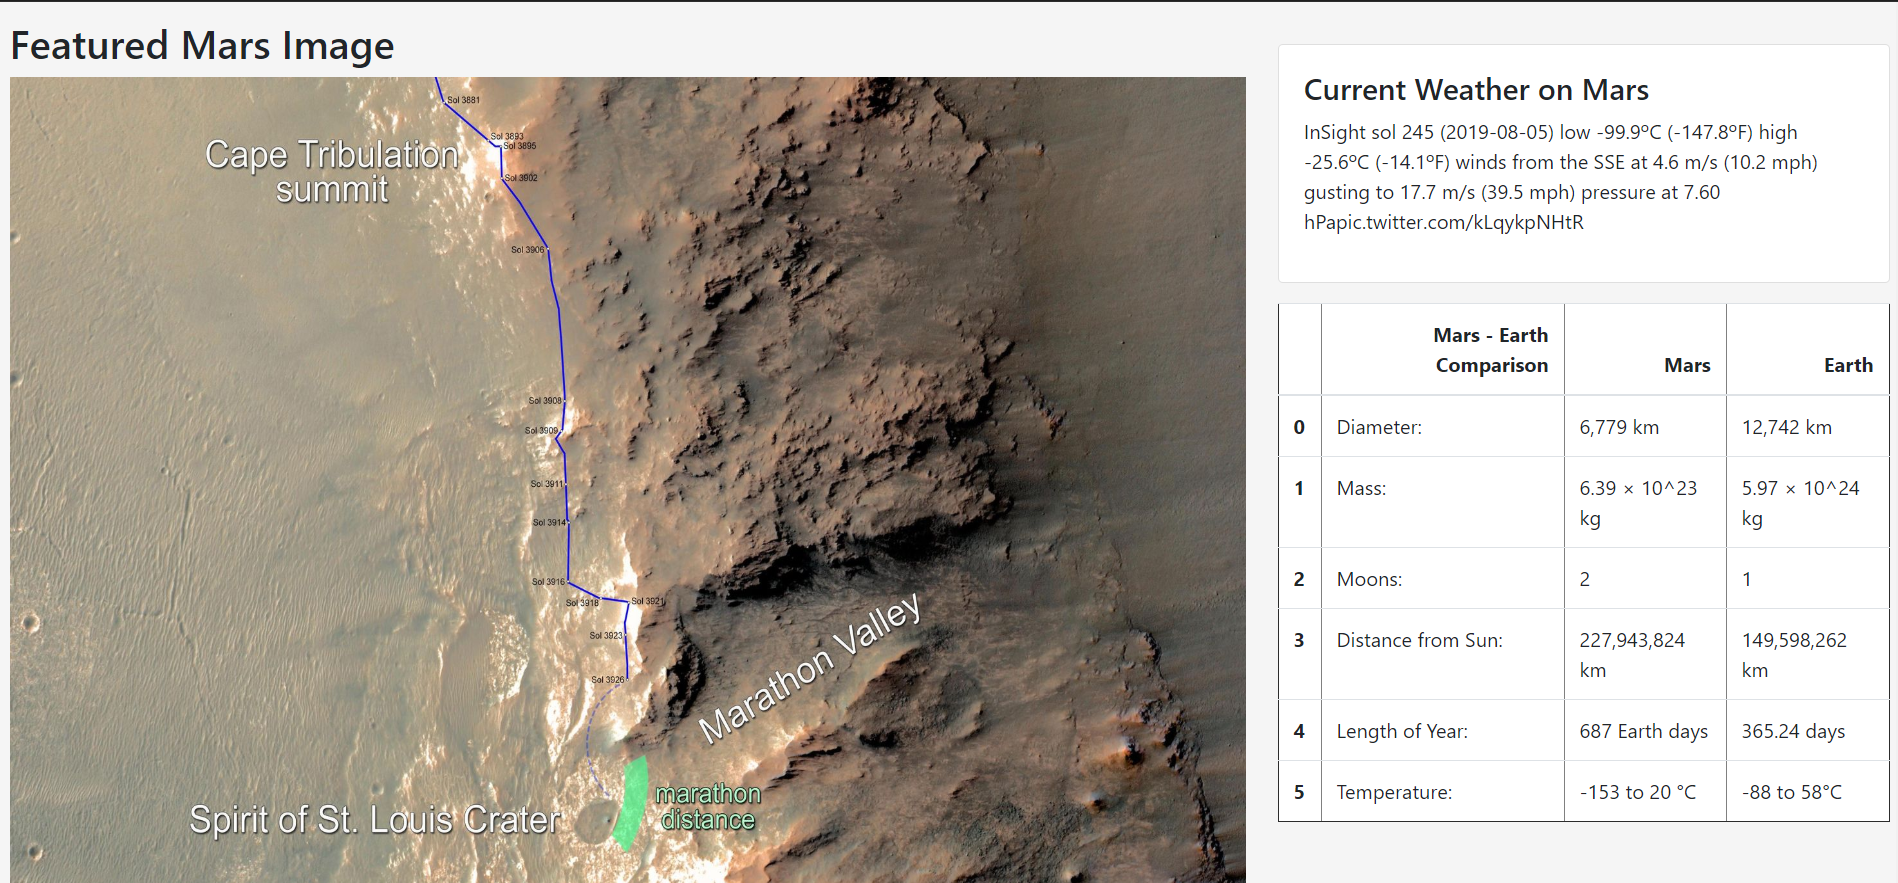 Featured Mars Image
Sol 3881
Sol 3893
Sol 3895
Cape Tribulation
summit
Sol 3902
Sol 3906
Sol 3908
Sol 3909
Sol 3911
Sol 3914
Sol 3916
Sol 3918
Sol 3921
Sol 3923
Sol 3926
Marathon Valley
marathon
distance
Spirit of St. Louis Crater
Current Weather on Mars
InSight sol 245 (2019-08-05) low -99.9ºC (-147.8ºF) high
-25.6ºC (-14.1ºF) winds from the SSE at 4.6 m/s (10.2 mph)
gusting to 17.7 m/s (39.5 mph) pressure at 7.60
hPapic.twitter.com/kLqykpNHtR
Mars - Earth
Comparison Mars Earth
0 Diameter: 6,779 km 12,742 km
1 Mass: 6.39 × 10^23 5.97 × 10^24
kg kg
2 Moons: 2 1
3 Distance from Sun: 227,943,824 149,598,262
km km
4 Length of Year: 687 Earth days 365.24 days
5 Temperature: -153 to 20 °C -88 to 58°C